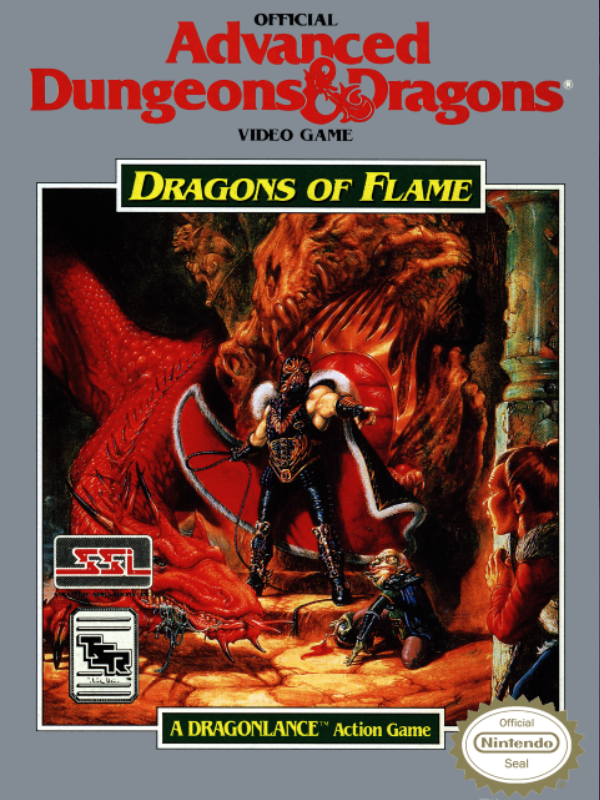 OFFICIAL
Advanced
Dungeons & Dragons®
VIDEO GAME
DRAGONS OF FLAME
SSI
TSR
A DRAGONLANCE™ Action Game
Official
Nintendo
Seal